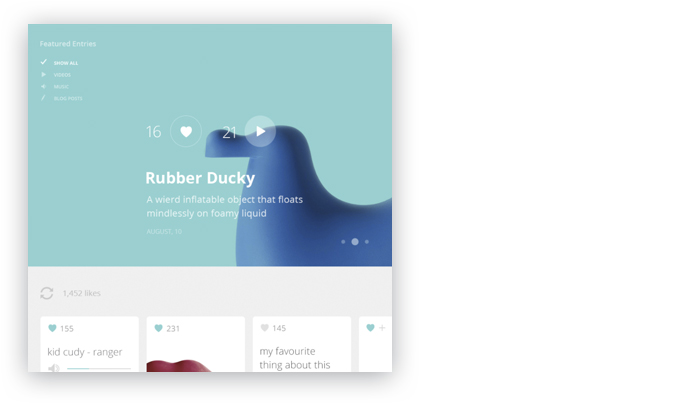 Featured Entries
SHOW ALL
VIDEOS
MUSIC
BLOG POSTS
16
21
Rubber Ducky
A wierd inflatable object that floats
mindlessly on foamy liquid
AUGUST, 10
1,452 likes
155
231
145
kid cudy - ranger
my favourite
thing about this